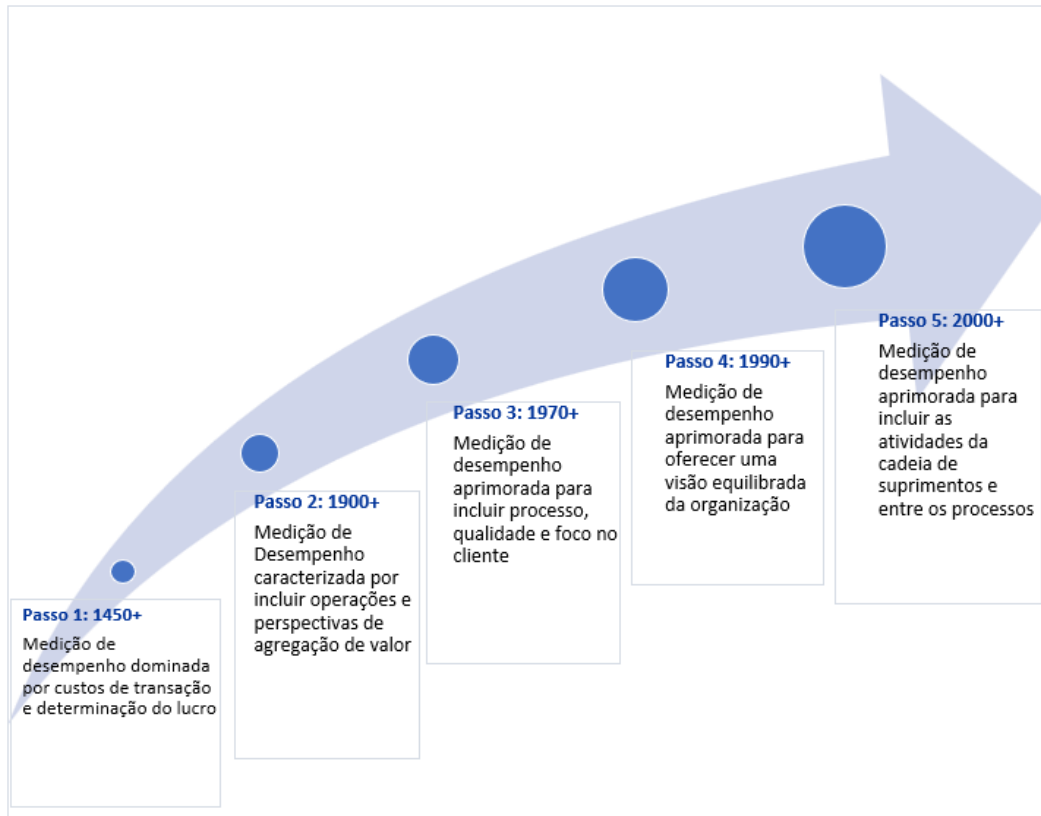 Passo 1: 1450+
Medição de
desempenho dominada
por custos de transação
e determinação do lucro
Passo 2: 1900+
Medição de
Desempenho
caracterizada por
incluir operações e
perspectivas de
agregação de valor
Passo 3: 1970+
Medição de
desempenho
aprimorada para
incluir processo,
qualidade e foco no
cliente
Passo 4: 1990+
Medição de
desempenho
aprimorada para
oferecer uma
visão equilibrada
da organização
Passo 5: 2000+
Medição de
desempenho
aprimorada para
incluir as
atividades da
cadeia de
suprimentos e
entre os processos